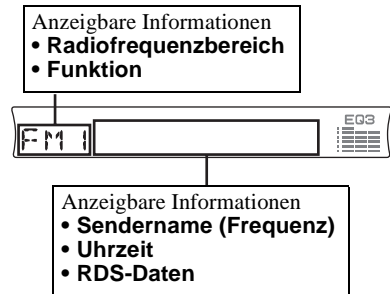 Anzeigbare Informationen
• Radiofrequenzbereich
• Funktion
EQ3
FM1
Anzeigbare Informationen
• Sendername (Frequenz)
• Uhrzeit
• RDS-Daten